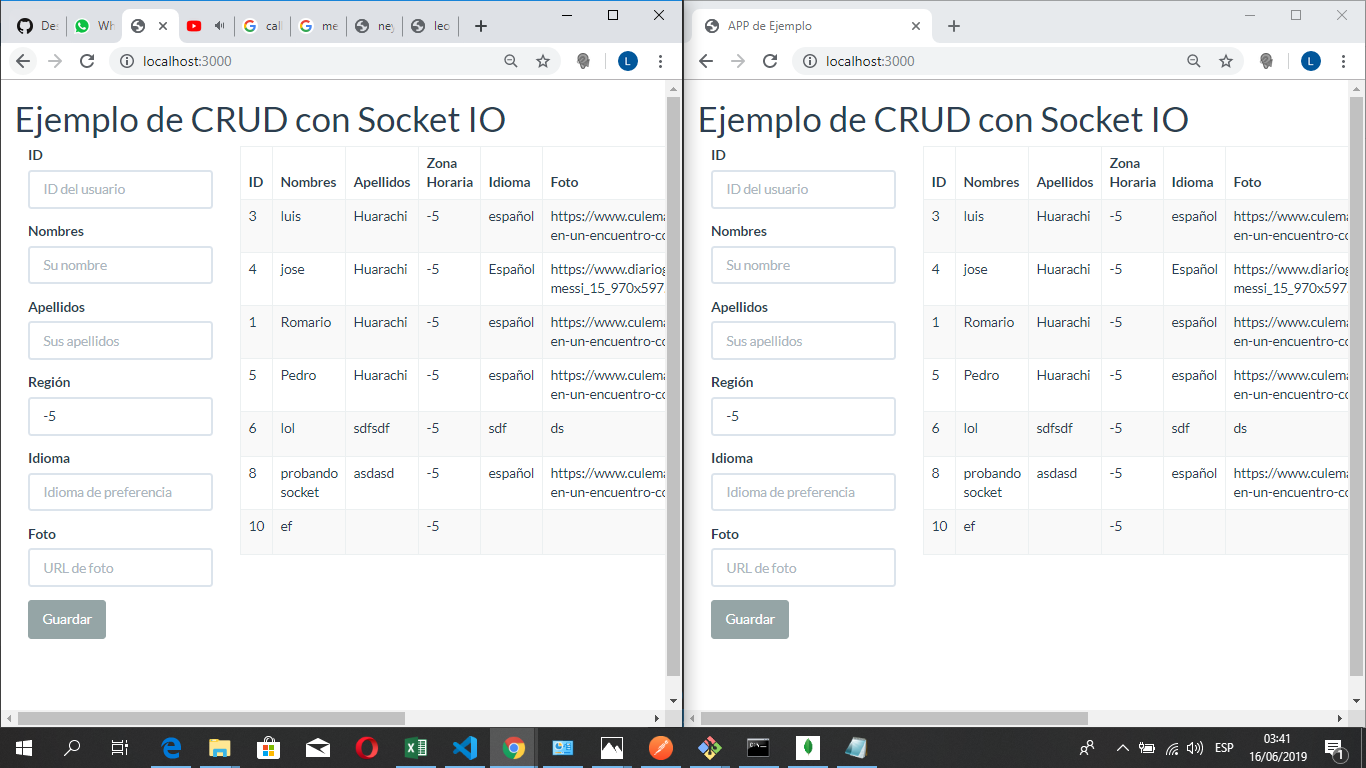 Des
Wh
cal
me
ney
leo
localhost:3000
L
Ejemplo de CRUD con Socket IO
ID
ID del usuario
Nombres
Su nombre
Apellidos
Sus apellidos
Región
-5
Idioma
Idioma de preferencia
Foto
URL de foto
Guardar
ID Nombres Apellidos Zona Horaria Idioma Foto
3 luis Huarachi -5 español https://www.culema
en-un-encuentro-co
4 jose Huarachi -5 Español https://www.diariog
messi_15_970x597.
1 Romario Huarachi -5 español https://www.culema
en-un-encuentro-co
5 Pedro Huarachi -5 español https://www.culema
en-un-encuentro-co
6 lol sdfsdf -5 sdf ds
8 probando socket asdasd -5 español https://www.culema
en-un-encuentro-co
10 ef -5
APP de Ejemplo
localhost:3000
L
Ejemplo de CRUD con Socket IO
ID
ID del usuario
Nombres
Su nombre
Apellidos
Sus apellidos
Región
-5
Idioma
Idioma de preferencia
Foto
URL de foto
Guardar
ID Nombres Apellidos Zona Horaria Idioma Foto
3 luis Huarachi -5 español https://www.culema
en-un-encuentro-co
4 jose Huarachi -5 Español https://www.diariog
messi_15_970x597
1 Romario Huarachi -5 español https://www.culema
en-un-encuentro-co
5 Pedro Huarachi -5 español https://www.culema
en-un-encuentro-co
6 lol sdfsdf -5 sdf ds
8 probando socket asdasd -5 español https://www.culema
en-un-encuentro-co
10 ef -5
ESP
03:41
16/06/2019
1